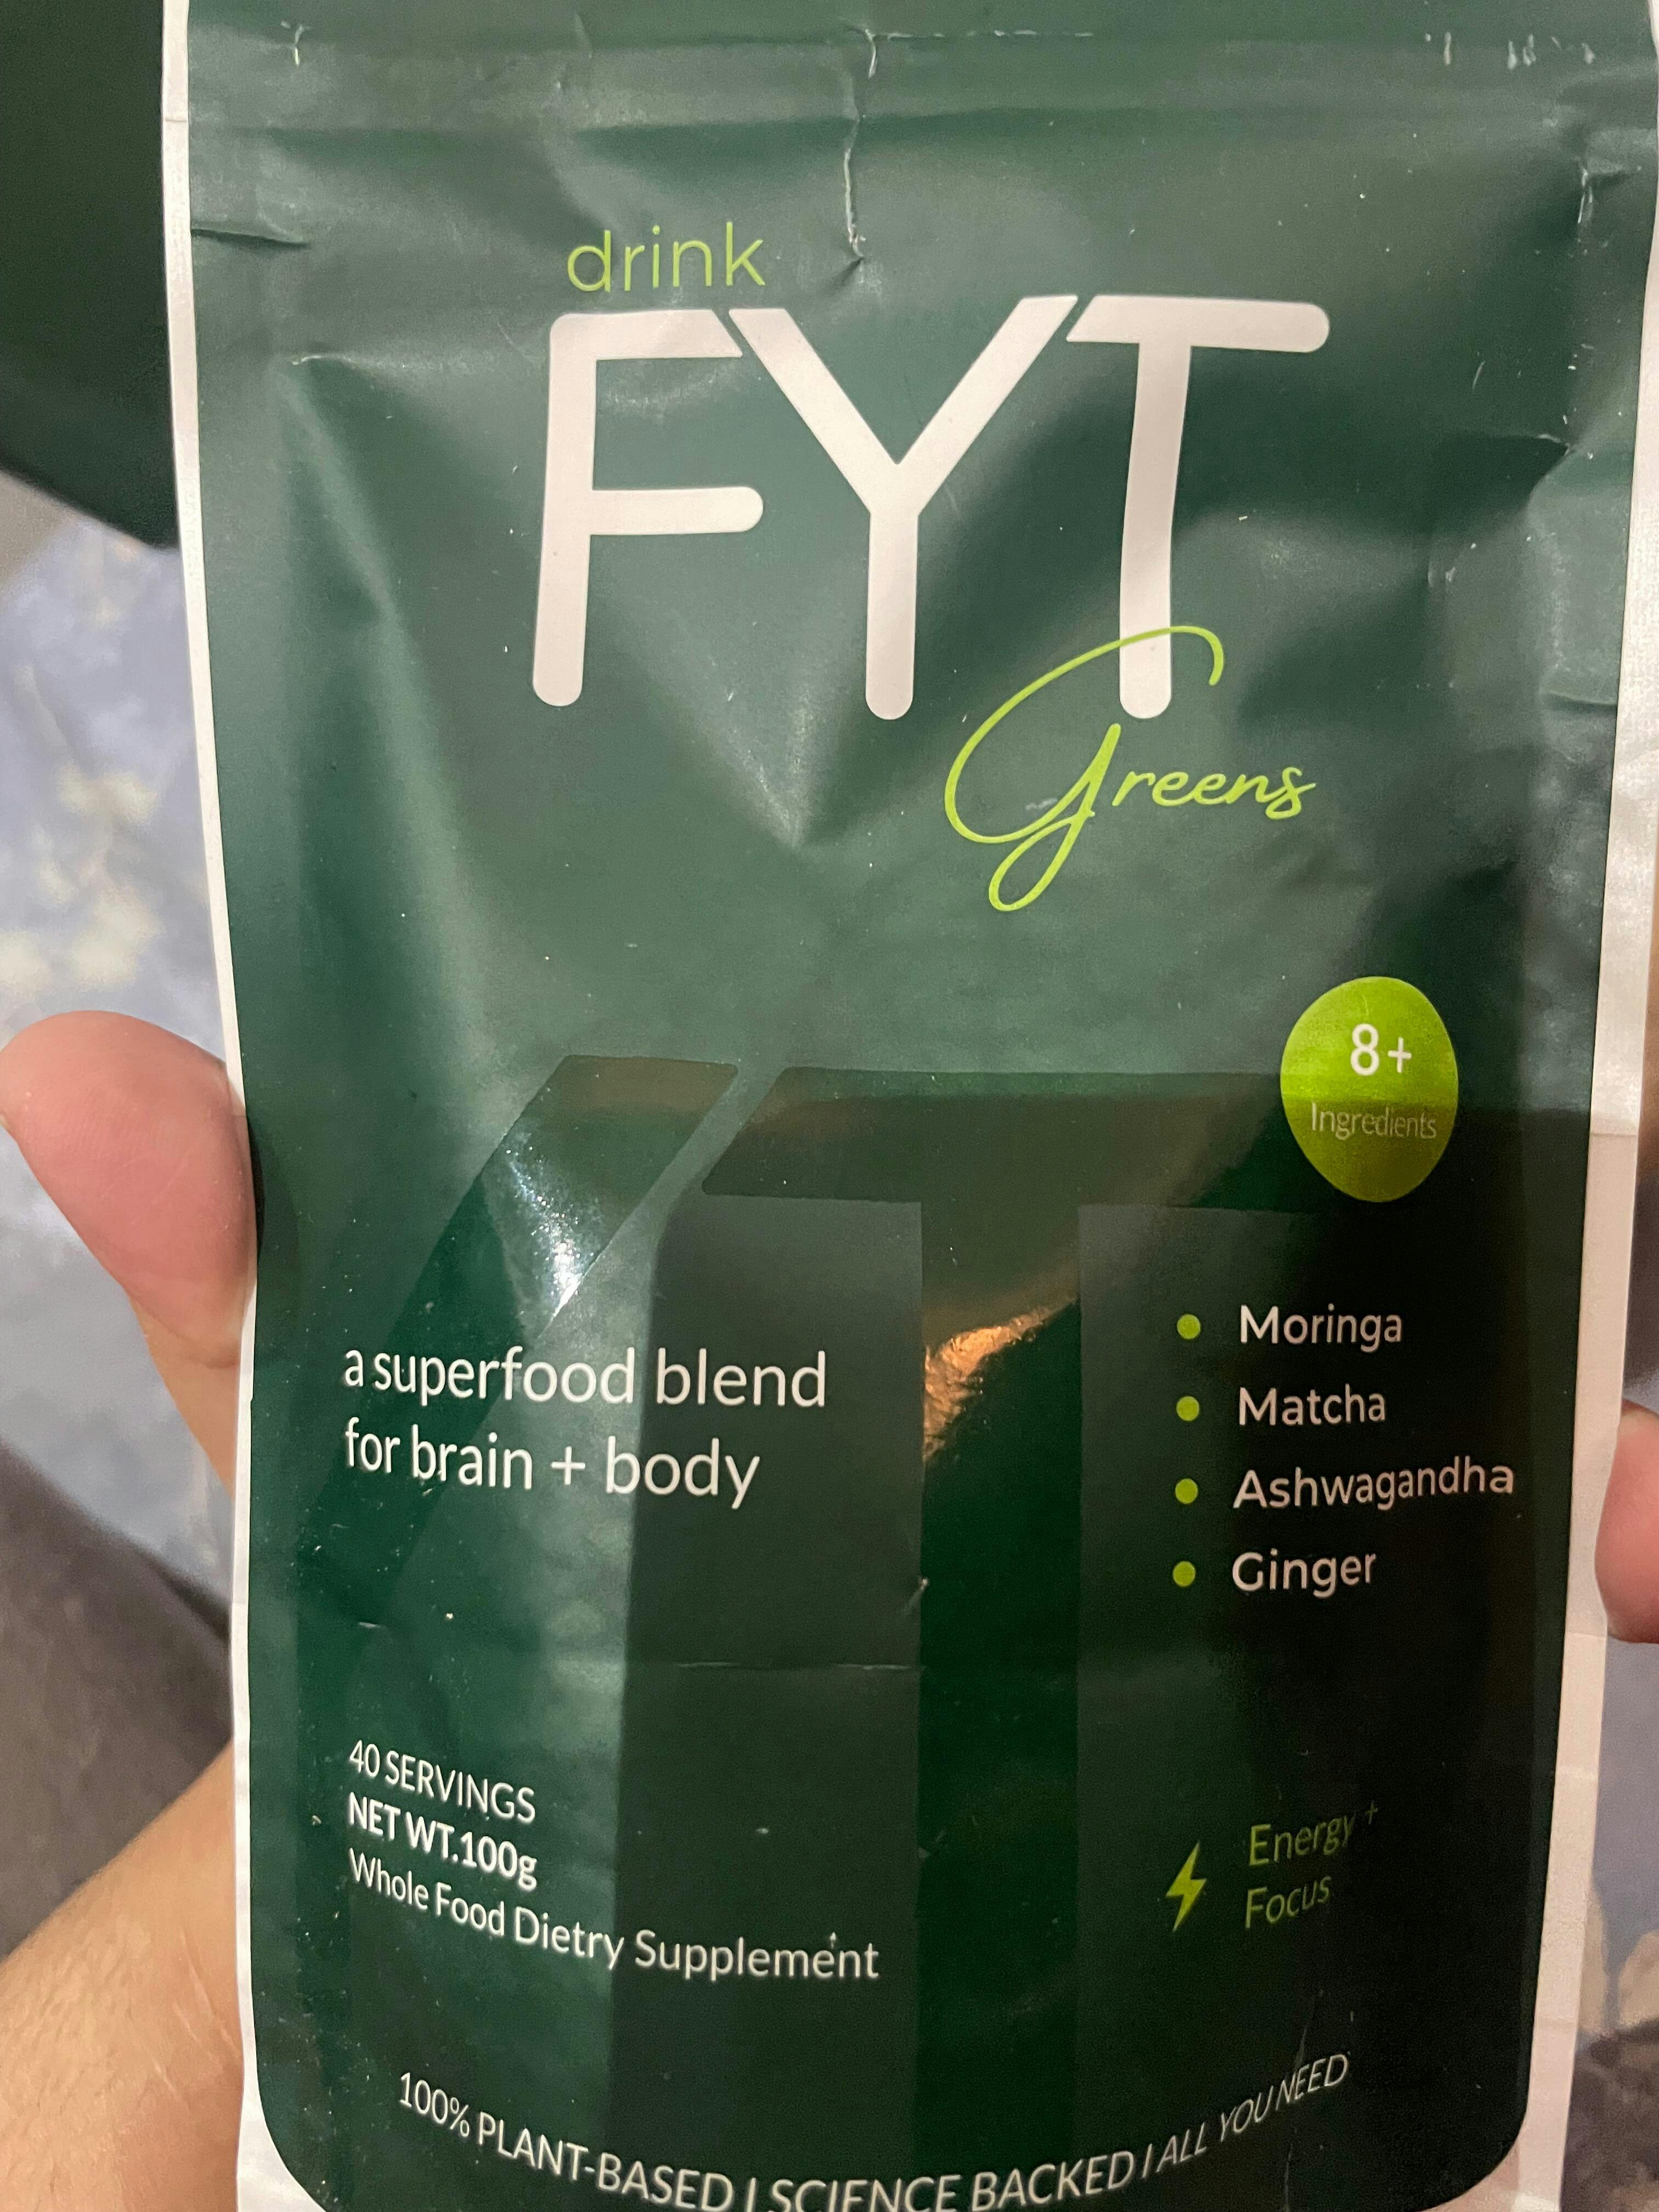 drink
FYT
Greens
8+
Ingredients
a superfood blend
for brain + body
Moringa
Matcha
Ashwagandha
Ginger
40 SERVINGS
NET WT.100g
Whole Food Dietry Supplement
Energy +
Focus
100% PLANT-BASED | SCIENCE BACKED | ALL YOU NEED